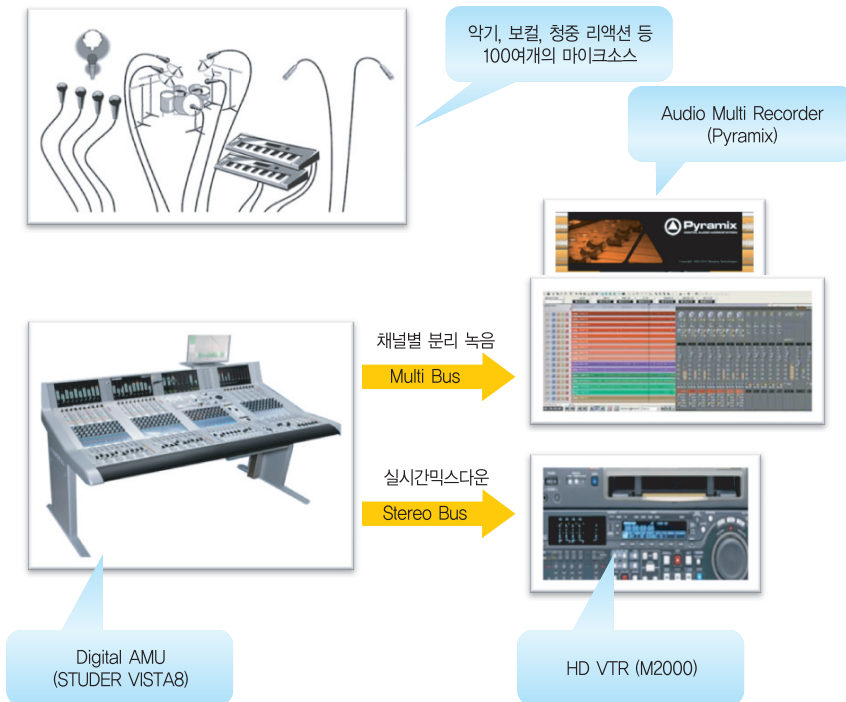 악기, 보컬, 청중 리액션 등
100여개의 마이크소스
Audio Multi Recorder
(Pyramix)
Pyramix
채널별 분리 녹음
Multi Bus
실시간믹스다운
Stereo Bus
Digital AMU
(STUDER VISTA8)
HD VTR (M2000)